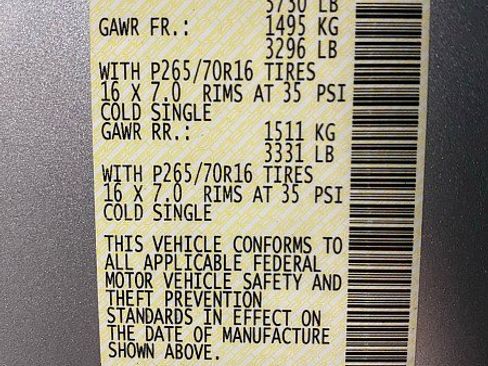 5730 LB
GAWR FR.: 1495 KG
3296 LB
WITH P265/70R16 TIRES
16 X 7.0 RIMS AT 35 PSI
COLD SINGLE
GAWR RR.: 1511 KG
3331 LB
WITH P265/70R16 TIRES
16 X 7.0 RIMS AT 35 PSI
COLD SINGLE
THIS VEHICLE CONFORMS TO
ALL APPLICABLE FEDERAL
MOTOR VEHICLE SAFETY AND
THEFT PREVENTION
STANDARDS IN EFFECT ON
THE DATE OF MANUFACTURE
SHOWN ABOVE.